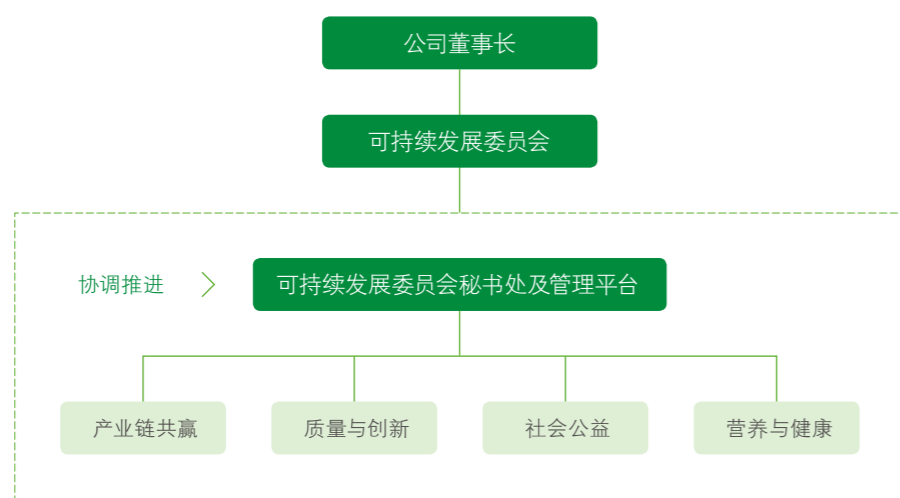 公司董事长
可持续发展委员会
协调推进
可持续发展委员会秘书处及管理平台
产业链共赢
质量与创新
社会公益
营养与健康